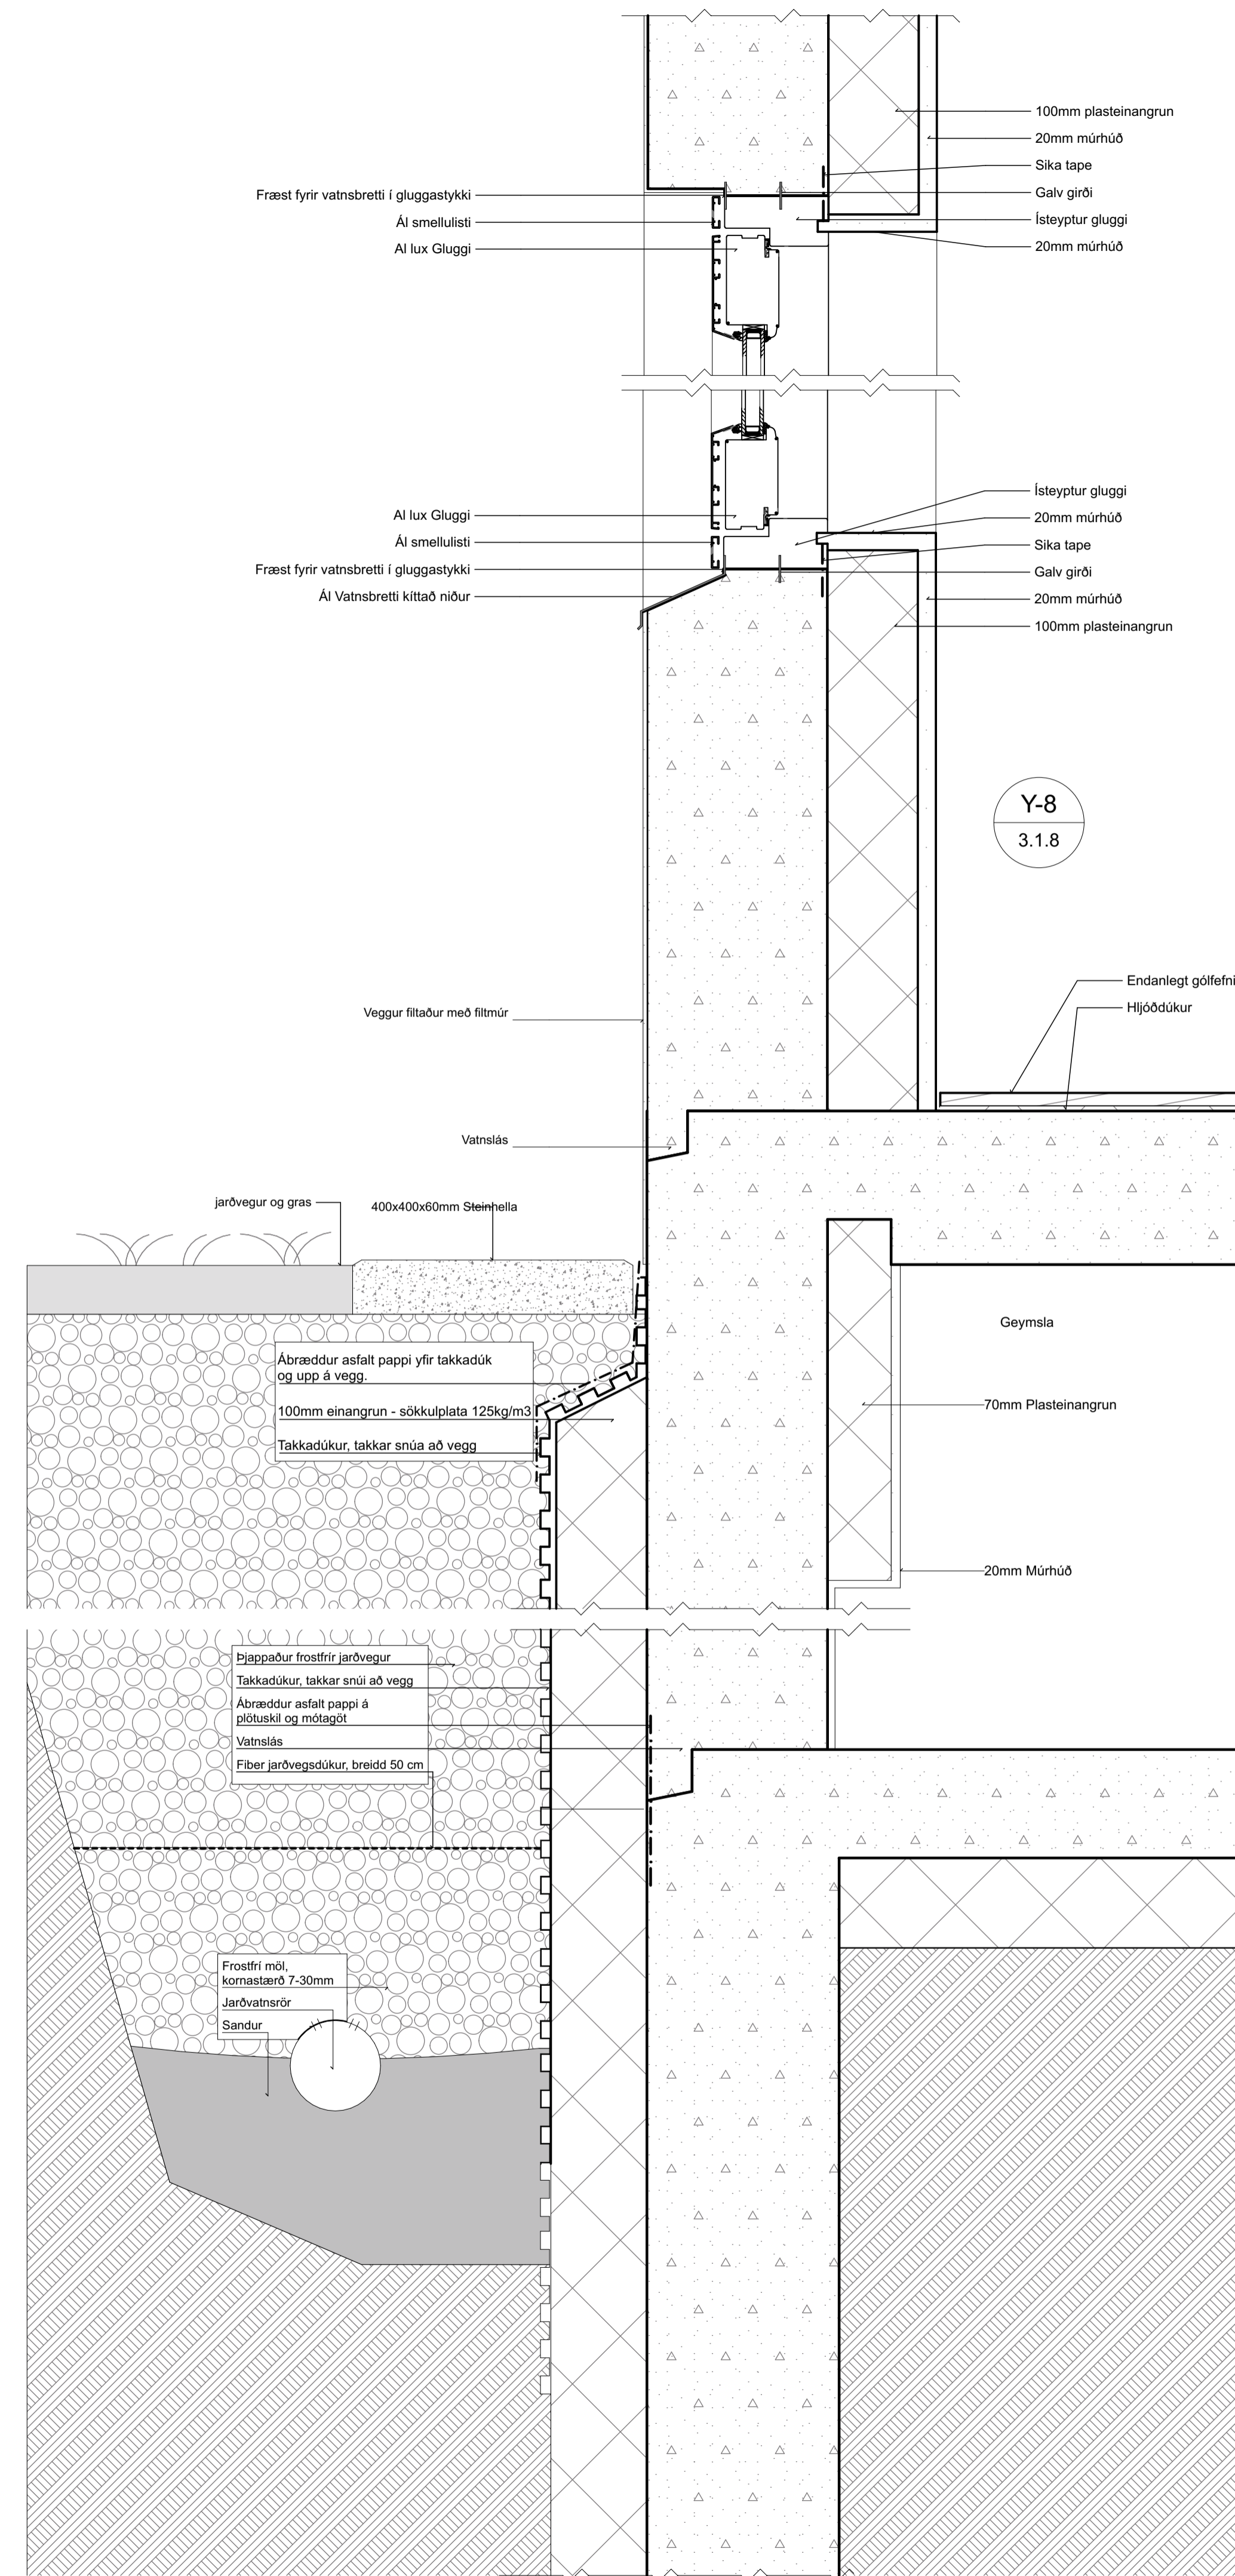 100mm plasteinangrun
20mm múrhúð
Sika tape
Galv girði
Ísteyptur gluggi
20mm múrhúð
Fræst fyrir vatnsbretti í gluggastykki
Ál smellulisti
Al lux Gluggi
Al lux Gluggi
Ál smellulisti
Fræst fyrir vatnsbretti í gluggastykki
Ál Vatnsbretti kíttað niður
Ísteyptur gluggi
20mm múrhúð
Sika tape
Galv girði
20mm múrhúð
100mm plasteinangrun
Y-8
3.1.8
Endanlegt gólfefni
Hljóðdúkur
Veggur filtaður með filtmúr
Vatnslás
jarðvegur og gras
400x400x60mm Steinhella
Ábræddur asfalt pappi yfir takkadúk
og upp á vegg.
100mm einangrun - sökkulplata 125kg/m3
Takkadúkur, takkar snúa að vegg
Geymsla
70mm Plasteinangrun
20mm Múrhúð
Þjappaður frostfrír jarðvegur
Takkadúkur, takkar snúi að vegg
Ábræddur asfalt pappi á
plötuskil og mótagöt
Vatnslás
Fiber jarðvegsdúkur, breidd 50 cm
Frostfrí möl,
kornastærð 7-30mm
Jarðvatnsrör
Sandur